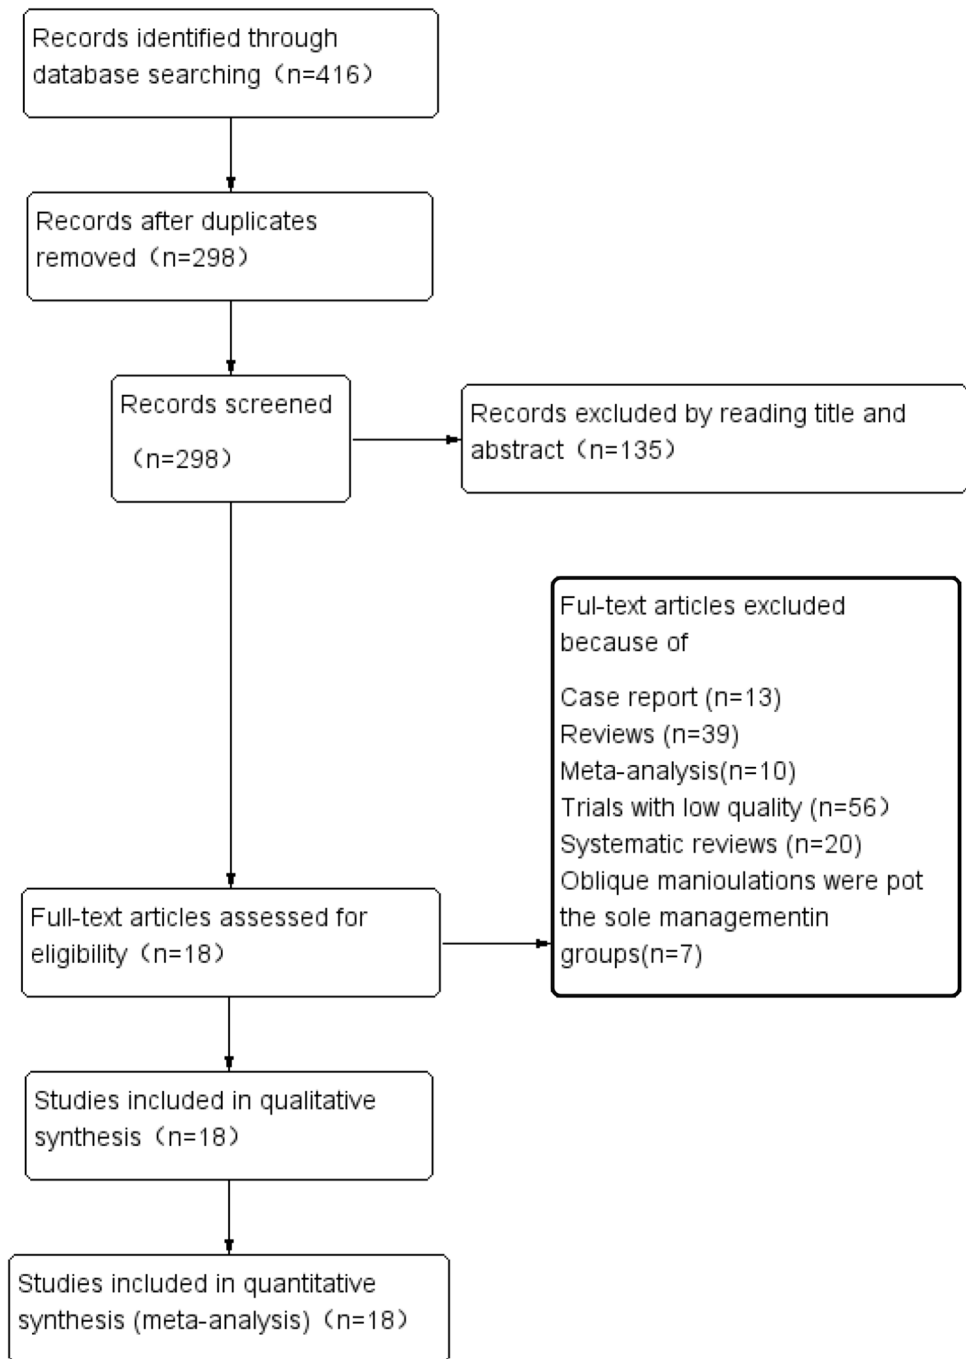 Records identified through
database searching（n=416）
Records after duplicates
removed（n=298）
Records screened
（n=298）
Records excluded by reading title and
abstract（n=135）
Ful-text articles excluded
because of
Case report (n=13)
Reviews (n=39)
Meta-analysis(n=10)
Trials with low quality (n=56）
Systematic reviews (n=20)
Oblique manioulations were pot
the sole managementin
groups(n=7)
Full-text articles assessed for
eligibility（n=18）
Studies included in qualitative
synthesis（n=18）
Studies included in quantitative
synthesis (meta-analysis)（n=18）